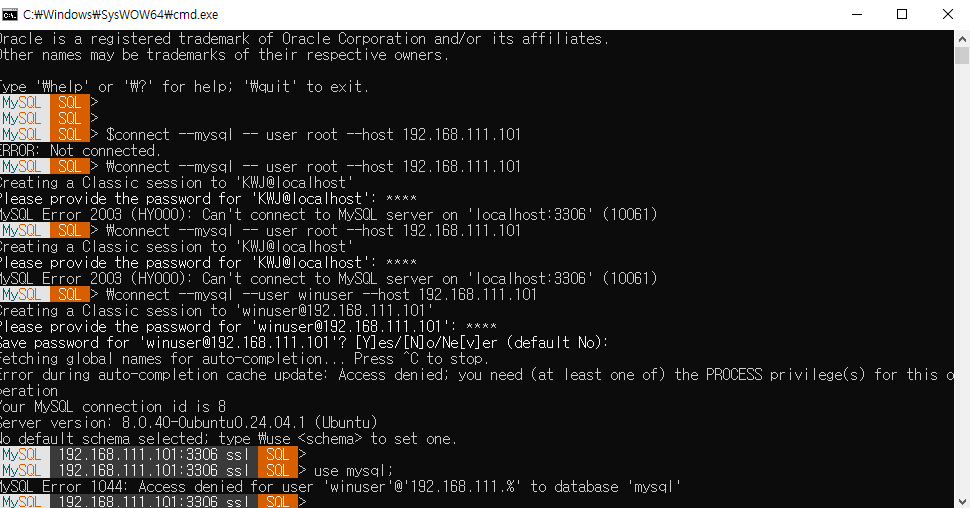 C:₩Windows₩SysWOW64₩cmd.exe
Oracle is a registered trademark of Oracle Corporation and/or its affiliates.
Other names may be trademarks of their respective owners.
Type '₩help' or '₩?' for help; '₩quit' to exit.
MySQL SQL >
MySQL SQL >
MySQL SQL > $connect --mysql -- user root --host 192.168.111.101
ERROR: Not connected.
MySQL SQL > ₩connect --mysql -- user root --host 192.168.111.101
Creating a Classic session to 'KWJ@localhost'
Please provide the password for 'KWJ@localhost': ****
MySQL Error 2003 (HY000): Can't connect to MySQL server on 'localhost:3306' (10061)
MySQL SQL > ₩connect --mysql -- user root --host 192.168.111.101
Creating a Classic session to 'KWJ@localhost'
Please provide the password for 'KWJ@localhost': ****
MySQL Error 2003 (HY000): Can't connect to MySQL server on 'localhost:3306' (10061)
MySQL SQL > ₩connect --mysql --user winuser --host 192.168.111.101
Creating a Classic session to 'winuser@192.168.111.101'
Please provide the password for 'winuser@192.168.111.101': ****
Save password for 'winuser@192.168.111.101'? [Y]es/[N]o/Ne[v]er (default No):
Fetching global names for auto-completion... Press ^C to stop.
Error during auto-completion cache update: Access denied; you need (at least one of) the PROCESS privilege(s) for this o
peration
Your MySQL connection id is 8
Server version: 8.0.40-0ubuntu0.24.04.1 (Ubuntu)
No default schema selected; type ₩use <schema> to set one.
MySQL 192.168.111.101:3306 ssl SQL >
MySQL 192.168.111.101:3306 ssl SQL > use mysql;
MySQL Error 1044: Access denied for user 'winuser'@'192.168.111.%' to database 'mysql'
MySQL 192.168.111.101:3306 ssl SQL >